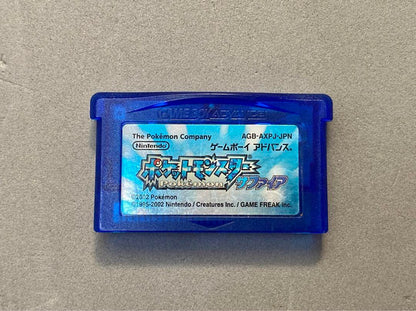 GAME BOY ADVANCE
The Pokémon Company AGB-AXPJ-JPN
Nintendo ゲームボーイ アドバンス
ポケットモンスター
Pokémon サファイア
©2002 Pokémon
©1995-2002 Nintendo / Creatures Inc. / GAME FREAK Inc.